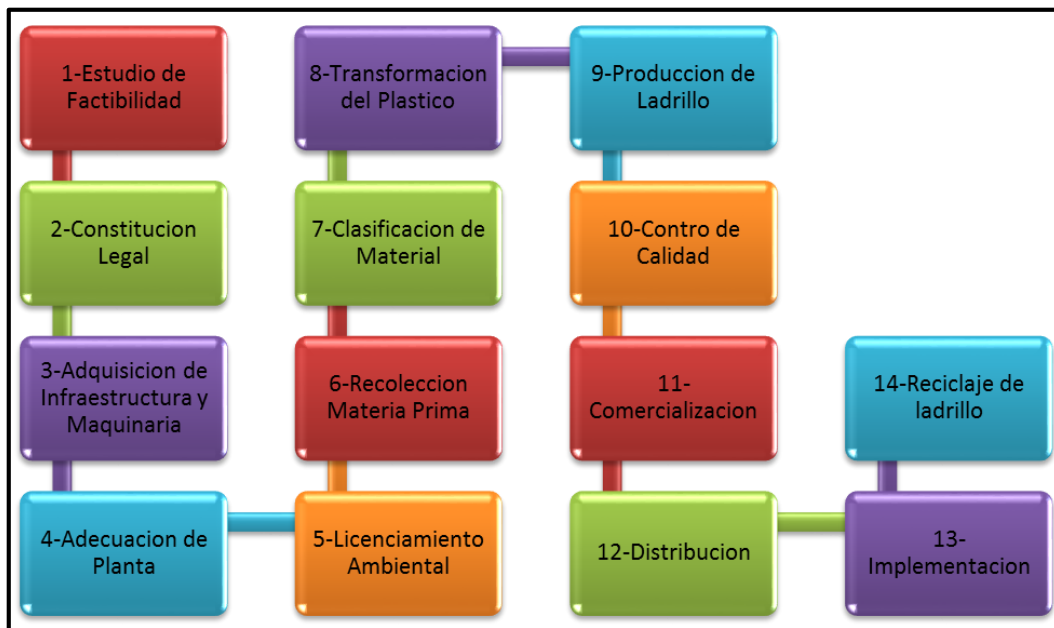 1-Estudio de
Factibilidad
2-Constitucion
Legal
3-Adquisicion de
Infraestructura y
Maquinaria
4-Adecuacion de
Planta
5-Licenciamiento
Ambiental
6-Recoleccion
Materia Prima
7-Clasificacion de
Material
8-Transformacion
del Plastico
9-Produccion de
Ladrillo
10-Contro de
Calidad
11-
Comercializacion
12-Distribucion
13-
Implementacion
14-Reciclaje de
ladrillo